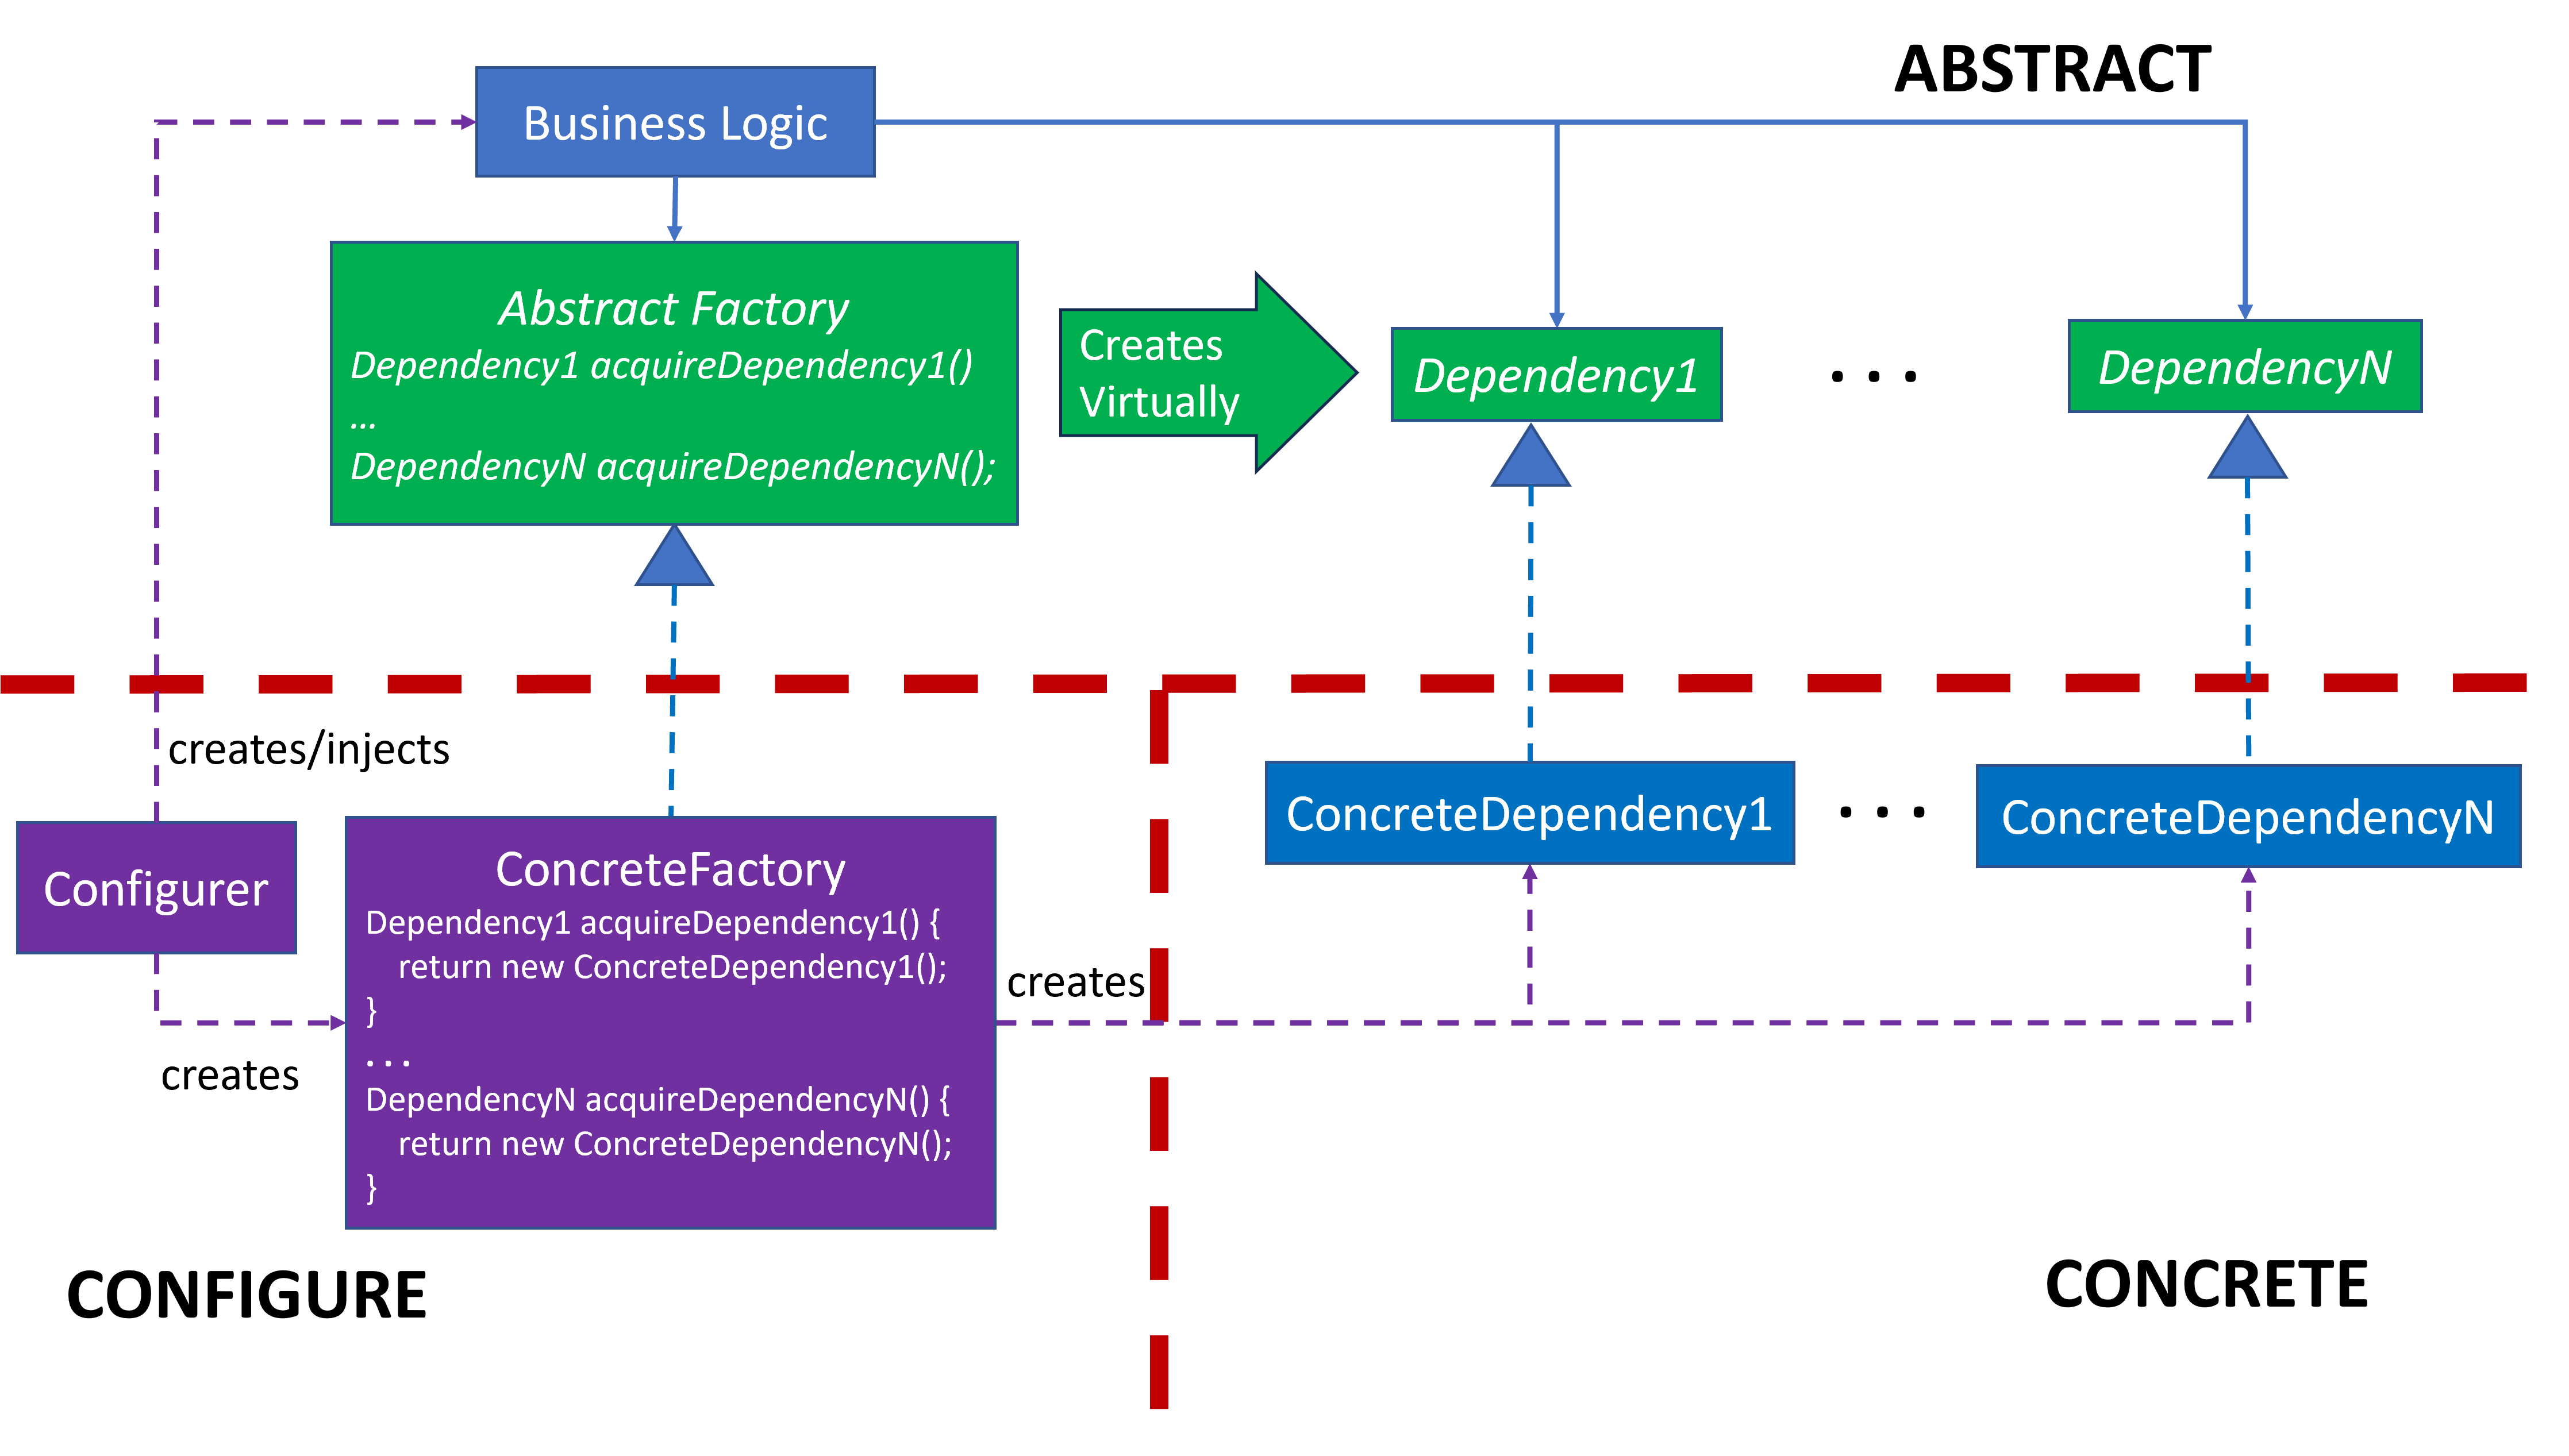 ABSTRACT
Business Logic
Abstract Factory
Dependency1 acquireDependency1()
...
DependencyN acquireDependencyN();
Creates
Virtually
Dependency1
. . .
DependencyN
creates/injects
Configurer
creates
ConcreteFactory
Dependency1 acquireDependency1() {
return new ConcreteDependency1();
}
. . .
DependencyN acquireDependencyN() {
return new ConcreteDependencyN();
}
creates
ConcreteDependency1
. . .
ConcreteDependencyN
CONFIGURE
CONCRETE